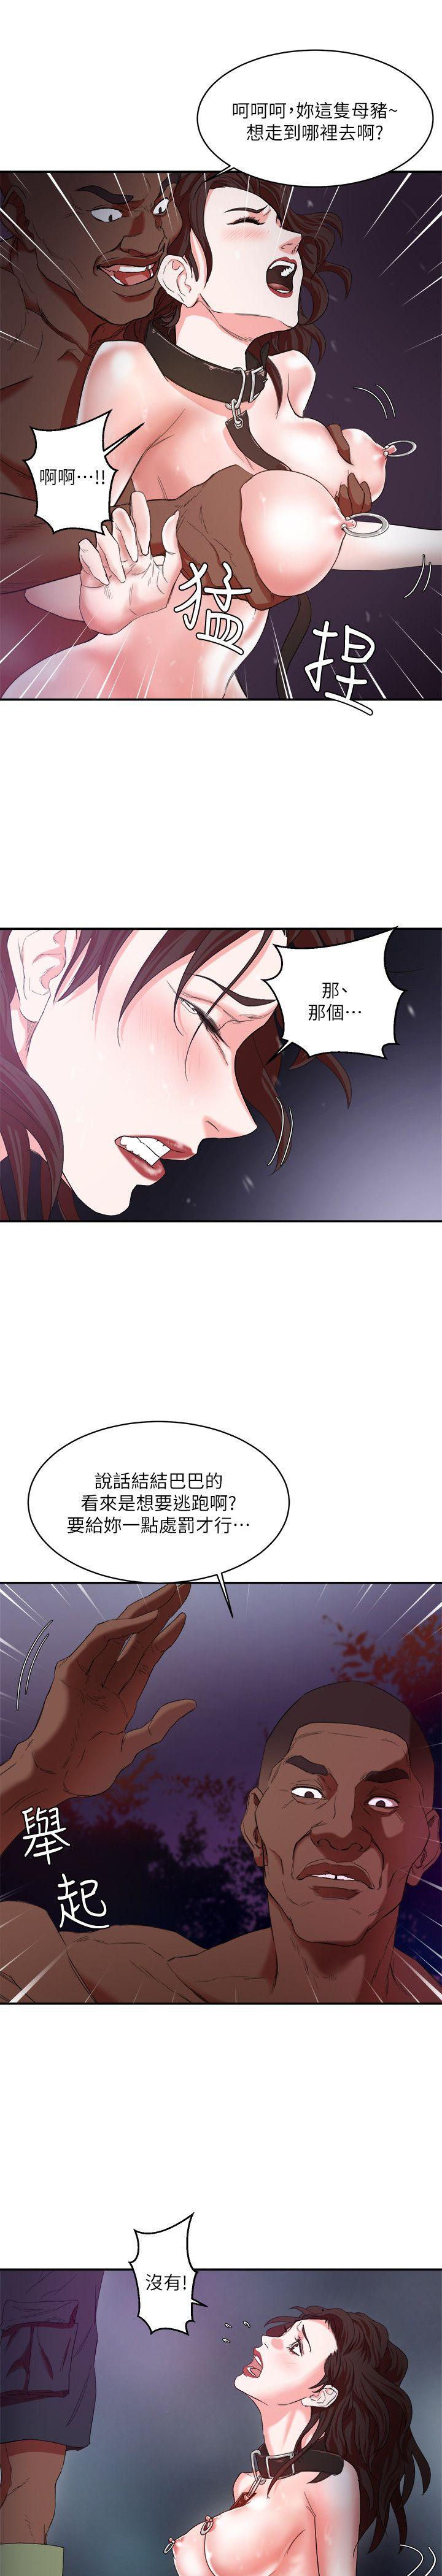 呵呵呵，妳這隻母豬~
想走到哪裡去啊?
啊啊…!!
猛
捏
那、
那個…
說話結結巴巴的
看來是想要逃跑啊?
要給妳一點處罰才行…
舉
起
沒有!